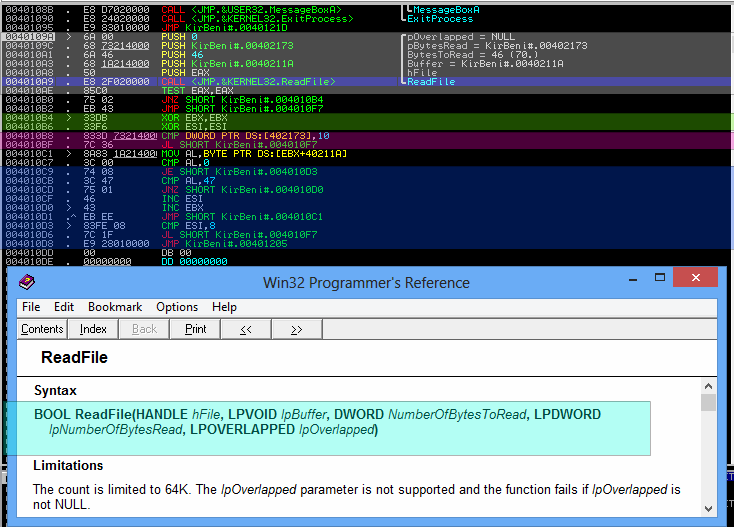 0040108B . E8 D7020000 CALL <JMP.&USER32.MessageBoxA> MessageBoxA
00401090 . E8 24020000 CALL <JMP.&KERNEL32.ExitProcess> ExitProcess
00401095 . E9 83010000 JMP KirBeni#.0040121D
0040109A > 6A 00 PUSH 0 pOverlapped = NULL
0040109C . 68 73214000 PUSH KirBeni#.00402173 pBytesRead = KirBeni#.00402173
004010A1 . 6A 46 PUSH 46 BytesToRead = 46 (70.)
004010A3 . 68 1A214000 PUSH KirBeni#.0040211A Buffer = KirBeni#.0040211A
004010A8 . 50 PUSH EAX hFile
004010A9 . E8 2F020000 CALL <JMP.&KERNEL32.ReadFile> ReadFile
004010AE . 85C0 TEST EAX,EAX
004010B0 . 75 02 JNZ SHORT KirBeni#.004010B4
004010B2 . EB 43 JMP SHORT KirBeni#.004010F7
004010B4 > 33DB XOR EBX,EBX
004010B6 . 33F6 XOR ESI,ESI
004010B8 . 833D 73214000 CMP DWORD PTR DS:[402173],10
004010BF . 7C 36 JL SHORT KirBeni#.004010F7
004010C1 > 8A83 1A214000 MOV AL,BYTE PTR DS:[EBX+40211A]
004010C7 . 3C 00 CMP AL,0
004010C9 . 74 08 JE SHORT KirBeni#.004010D3
004010CB . 3C 47 CMP AL,47
004010CD . 75 01 JNZ SHORT KirBeni#.004010D0
004010CF . 46 INC ESI
004010D0 > 43 INC EBX
004010D1 .^ EB EE JMP SHORT KirBeni#.004010C1
004010D3 > 83FE 08 CMP ESI,8
004010D6 . 7C 1F JL SHORT KirBeni#.004010F7
004010D8 . E9 28010000 JMP KirBeni#.00401205
004010DD 00 DB 00
004010DE . 00000000 DD 00000000
Win32 Programmer's Reference
File Edit Bookmark Options Help
Contents Index Back Print << >>
ReadFile
Syntax
BOOL ReadFile(HANDLE hFile, LPVOID lpBuffer, DWORD NumberOfBytesToRead, LPDWORD
lpNumberOfBytesRead, LPOVERLAPPED lpOverlapped)
Limitations
The count is limited to 64K. The lpOverlapped parameter is not supported and the function fails if lpOverlapped is
not NULL.